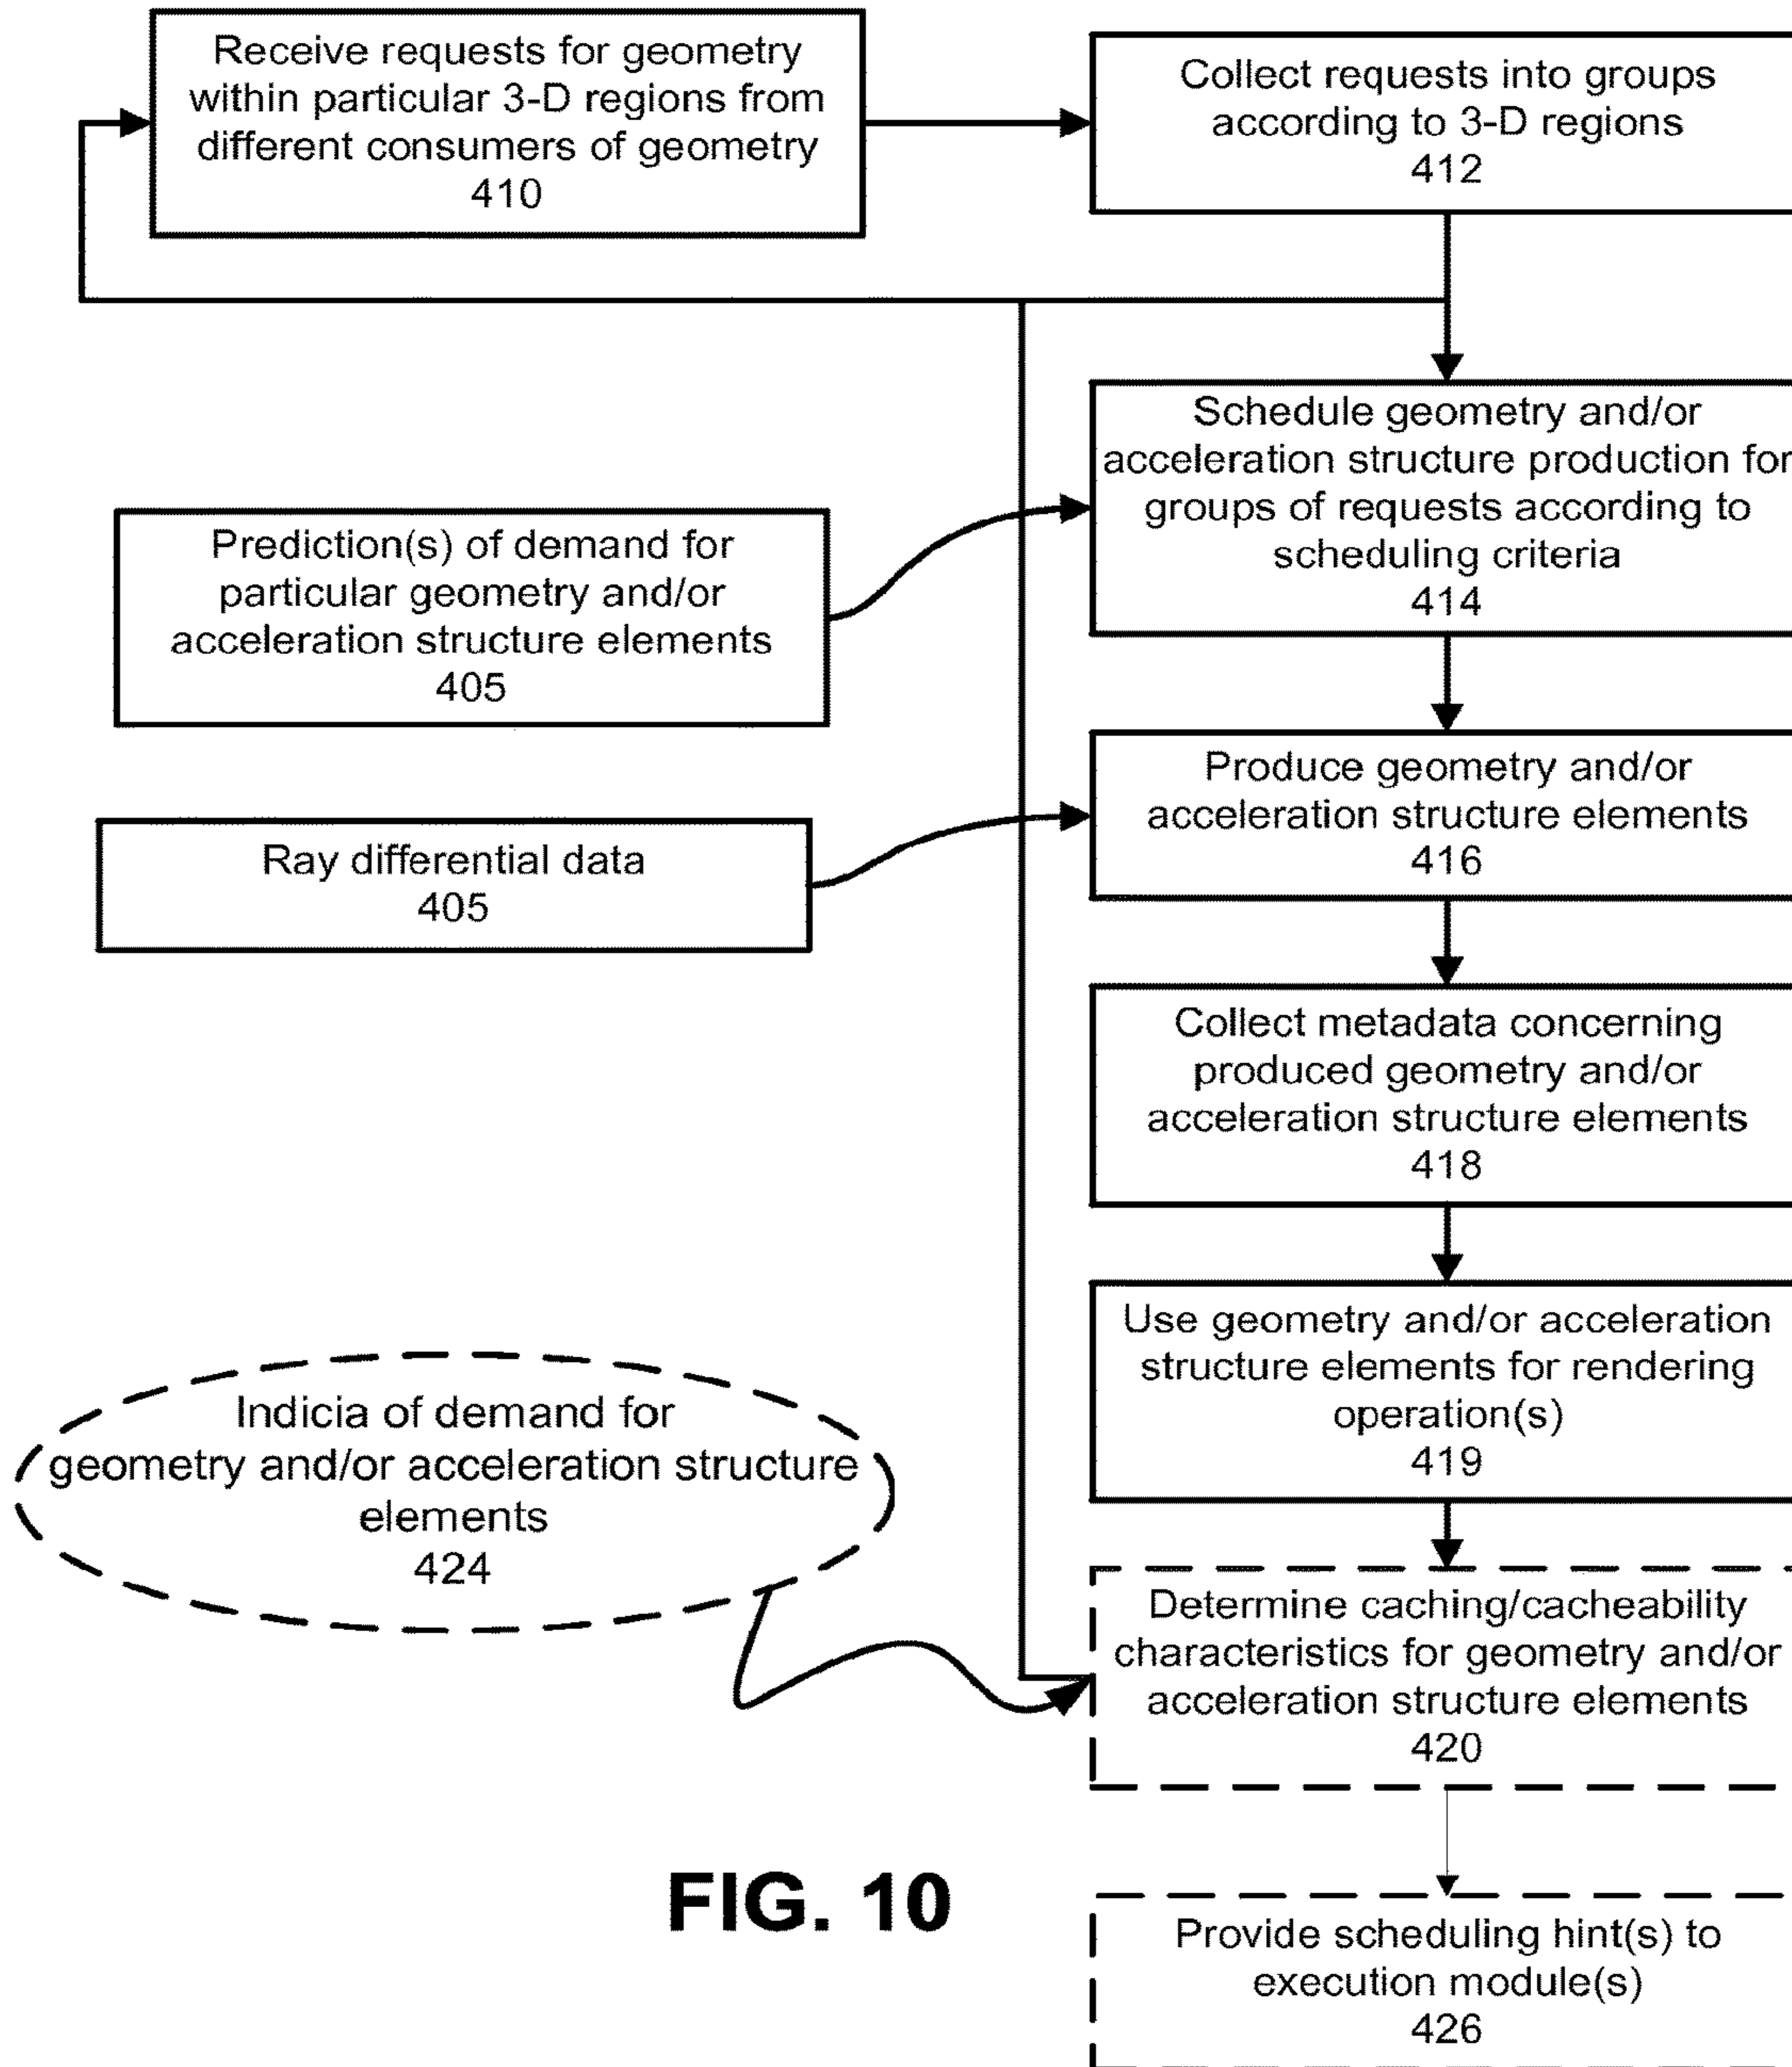 Receive requests for geometry
within particular 3-D regions from
different consumers of geometry
410
Collect requests into groups
according to 3-D regions
412
Schedule geometry and/or
acceleration structure production for
groups of requests according to
scheduling criteria
414
Prediction(s) of demand for
particular geometry and/or
acceleration structure elements
405
Produce geometry and/or
acceleration structure elements
416
Ray differential data
405
Collect metadata concerning
produced geometry and/or
acceleration structure elements
418
Use geometry and/or acceleration
structure elements for rendering
operation(s)
419
Indicia of demand for
geometry and/or acceleration structure
elements
424
Determine caching/cacheability
characteristics for geometry and/or
acceleration structure elements
420
FIG. 10
Provide scheduling hint(s) to
execution module(s)
426